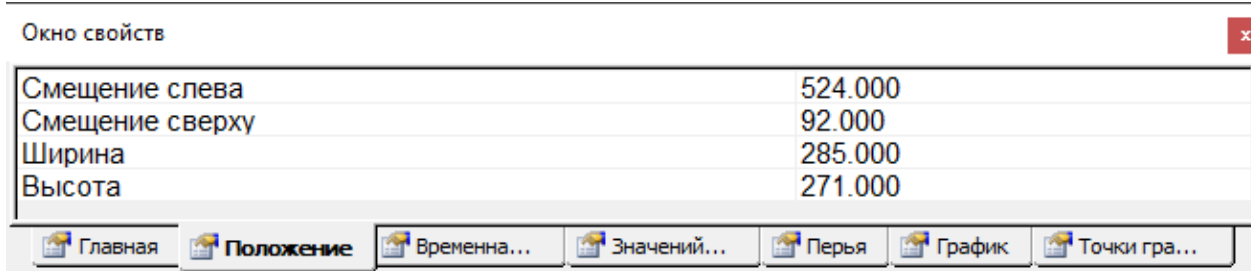 Окно свойств
x
Смещение слева 524.000
Смещение сверху 92.000
Ширина 285.000
Высота 271.000
Главная Положение Временна... Значений... Перья График Точки гра...